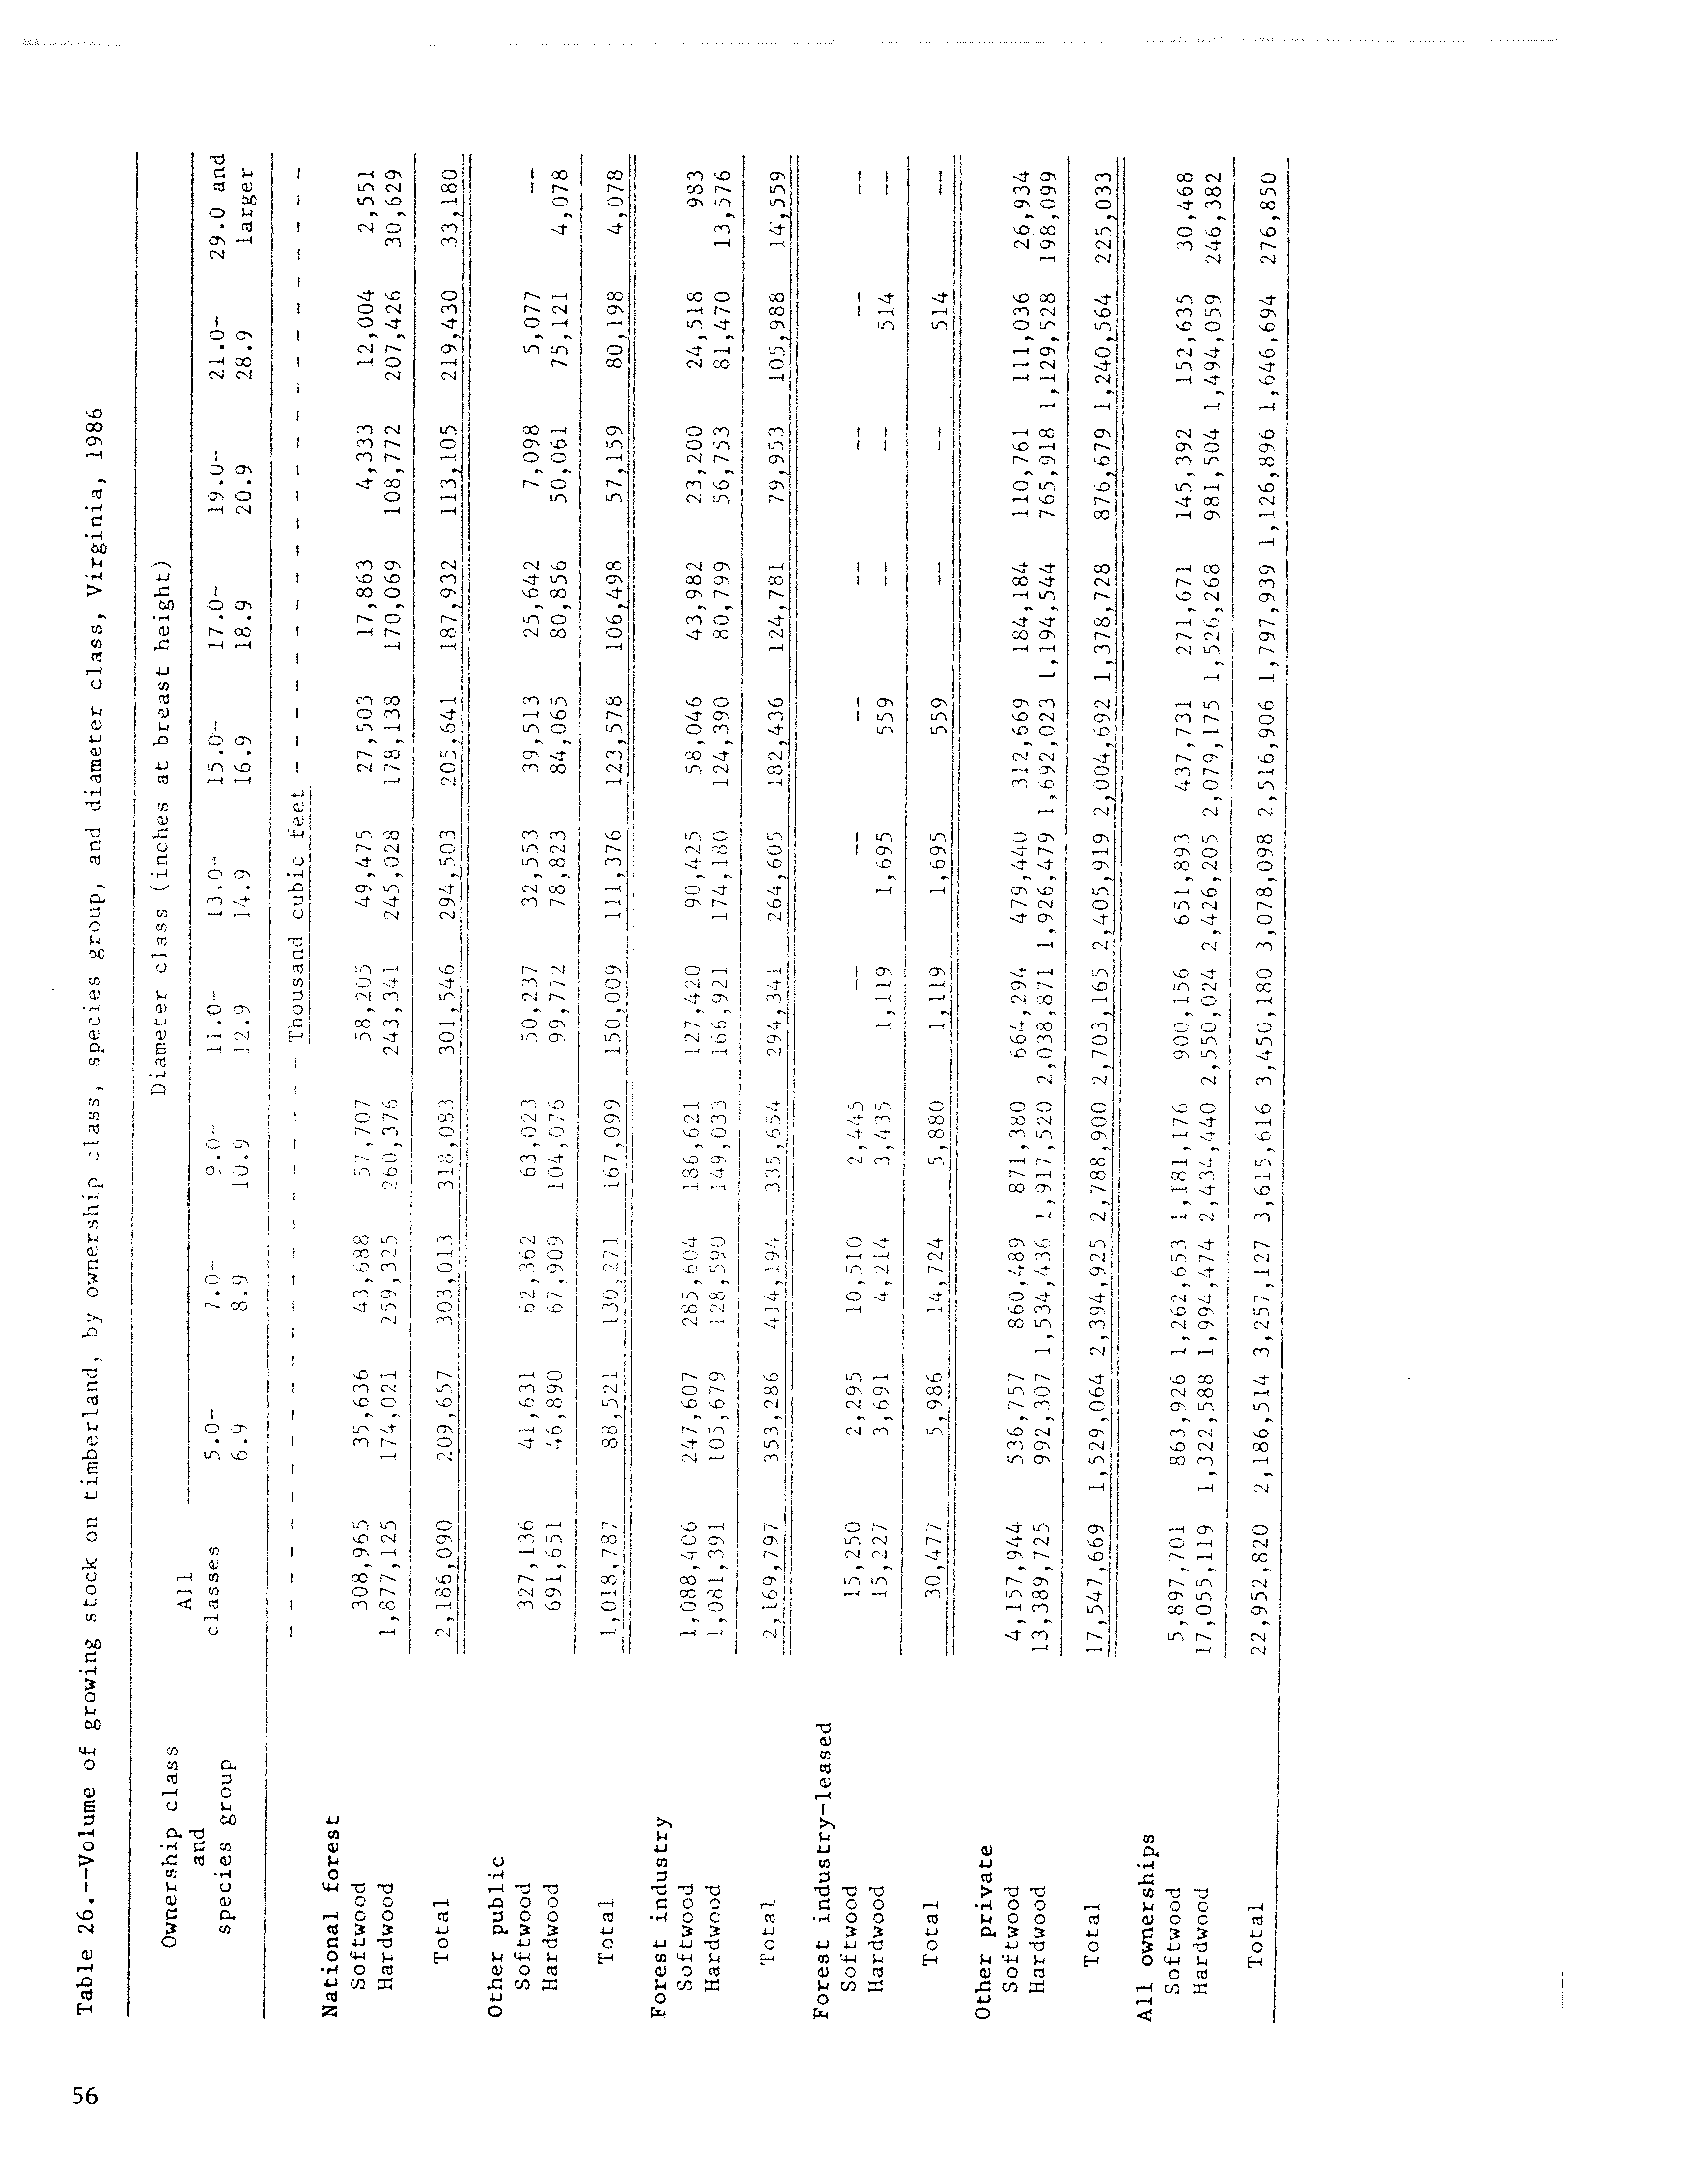 Table 26.--Volume of growing stock on timberland, by ownership class, species group, and diameter class, Virginia, 1986
Diameter class (inches at breast height)
Ownership class and species group All classes 5.0-6.9 7.0-8.9 9.0-10.9 11.0-12.9 13.0-14.9 15.0-16.9 17.0-18.9 19.0-20.9 21.0-28.9 29.0 and larger
- - - - - - - - - - - - - - Thousand cubic feet - - - - - - - - - - - - - -
National forest
Softwood 308,965 35,636 43,688 57,707 58,205 49,475 27,503 17,863 4,333 12,004 2,551
Hardwood 1,877,125 174,021 259,325 260,376 243,341 245,028 178,138 170,069 108,772 207,426 30,629
Total 2,186,090 209,657 303,013 318,083 301,546 294,503 205,641 187,932 113,105 219,430 33,180
Other public
Softwood 327,136 41,631 62,362 63,023 50,237 32,553 39,513 25,642 7,098 5,077 --
Hardwood 691,651 46,890 67,909 104,076 99,772 78,823 84,065 80,856 50,061 75,121 4,078
Total 1,018,787 88,521 130,271 167,099 150,009 111,376 123,578 106,498 57,159 80,198 4,078
Forest industry
Softwood 1,088,406 247,607 285,604 186,621 127,420 90,425 58,046 43,982 23,200 24,518 983
Hardwood 1,081,391 105,679 128,590 149,033 166,921 174,180 124,390 80,799 56,753 81,470 13,576
Total 2,169,797 353,286 414,194 335,654 294,341 264,605 182,436 124,781 79,953 105,988 14,559
Forest industry-leased
Softwood 15,250 2,295 10,510 2,445 -- -- -- -- -- -- --
Hardwood 15,227 3,691 4,214 3,435 1,119 1,695 559 -- -- 514 --
Total 30,477 5,986 14,724 5,880 1,119 1,695 559 -- -- 514 --
Other private
Softwood 4,157,944 536,757 860,489 871,380 664,294 479,440 312,669 184,184 110,761 111,036 26,934
Hardwood 13,389,725 992,307 1,534,436 1,917,520 2,038,871 1,926,479 1,692,023 1,194,544 765,918 1,129,528 198,099
Total 17,547,669 1,529,064 2,394,925 2,788,900 2,703,165 2,405,919 2,004,692 1,378,728 876,679 1,240,564 225,033
All ownerships
Softwood 5,897,701 863,926 1,262,653 1,181,176 900,156 651,893 437,731 271,671 145,392 152,635 30,468
Hardwood 17,055,119 1,322,588 1,994,474 2,434,440 2,550,024 2,426,205 2,079,175 1,526,268 981,504 1,494,059 246,382
Total 22,952,820 2,186,514 3,257,127 3,615,616 3,450,180 3,078,098 2,516,906 1,797,939 1,126,896 1,646,694 276,850
56